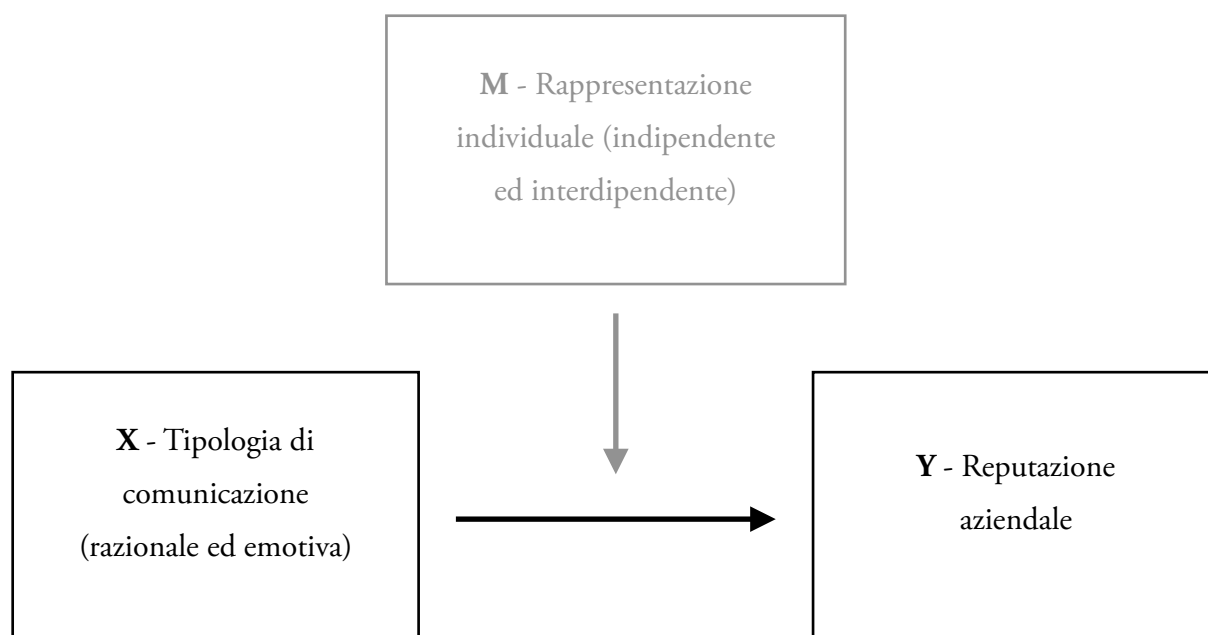 M - Rappresentazione
individuale (indipendente
ed interdipendente)
X - Tipologia di
comunicazione
(razionale ed emotiva)
Y - Reputazione
aziendale